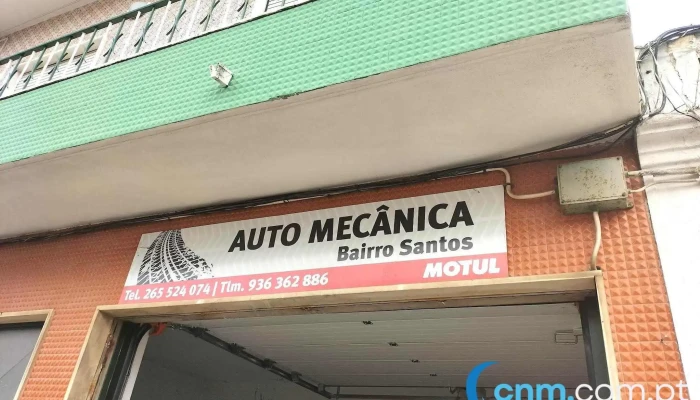 AUTO MECÂNICA
Bairro Santos
MOTUL
Tel. 265 524 074 | Tlm. 936 362 886
cnm.com.pt